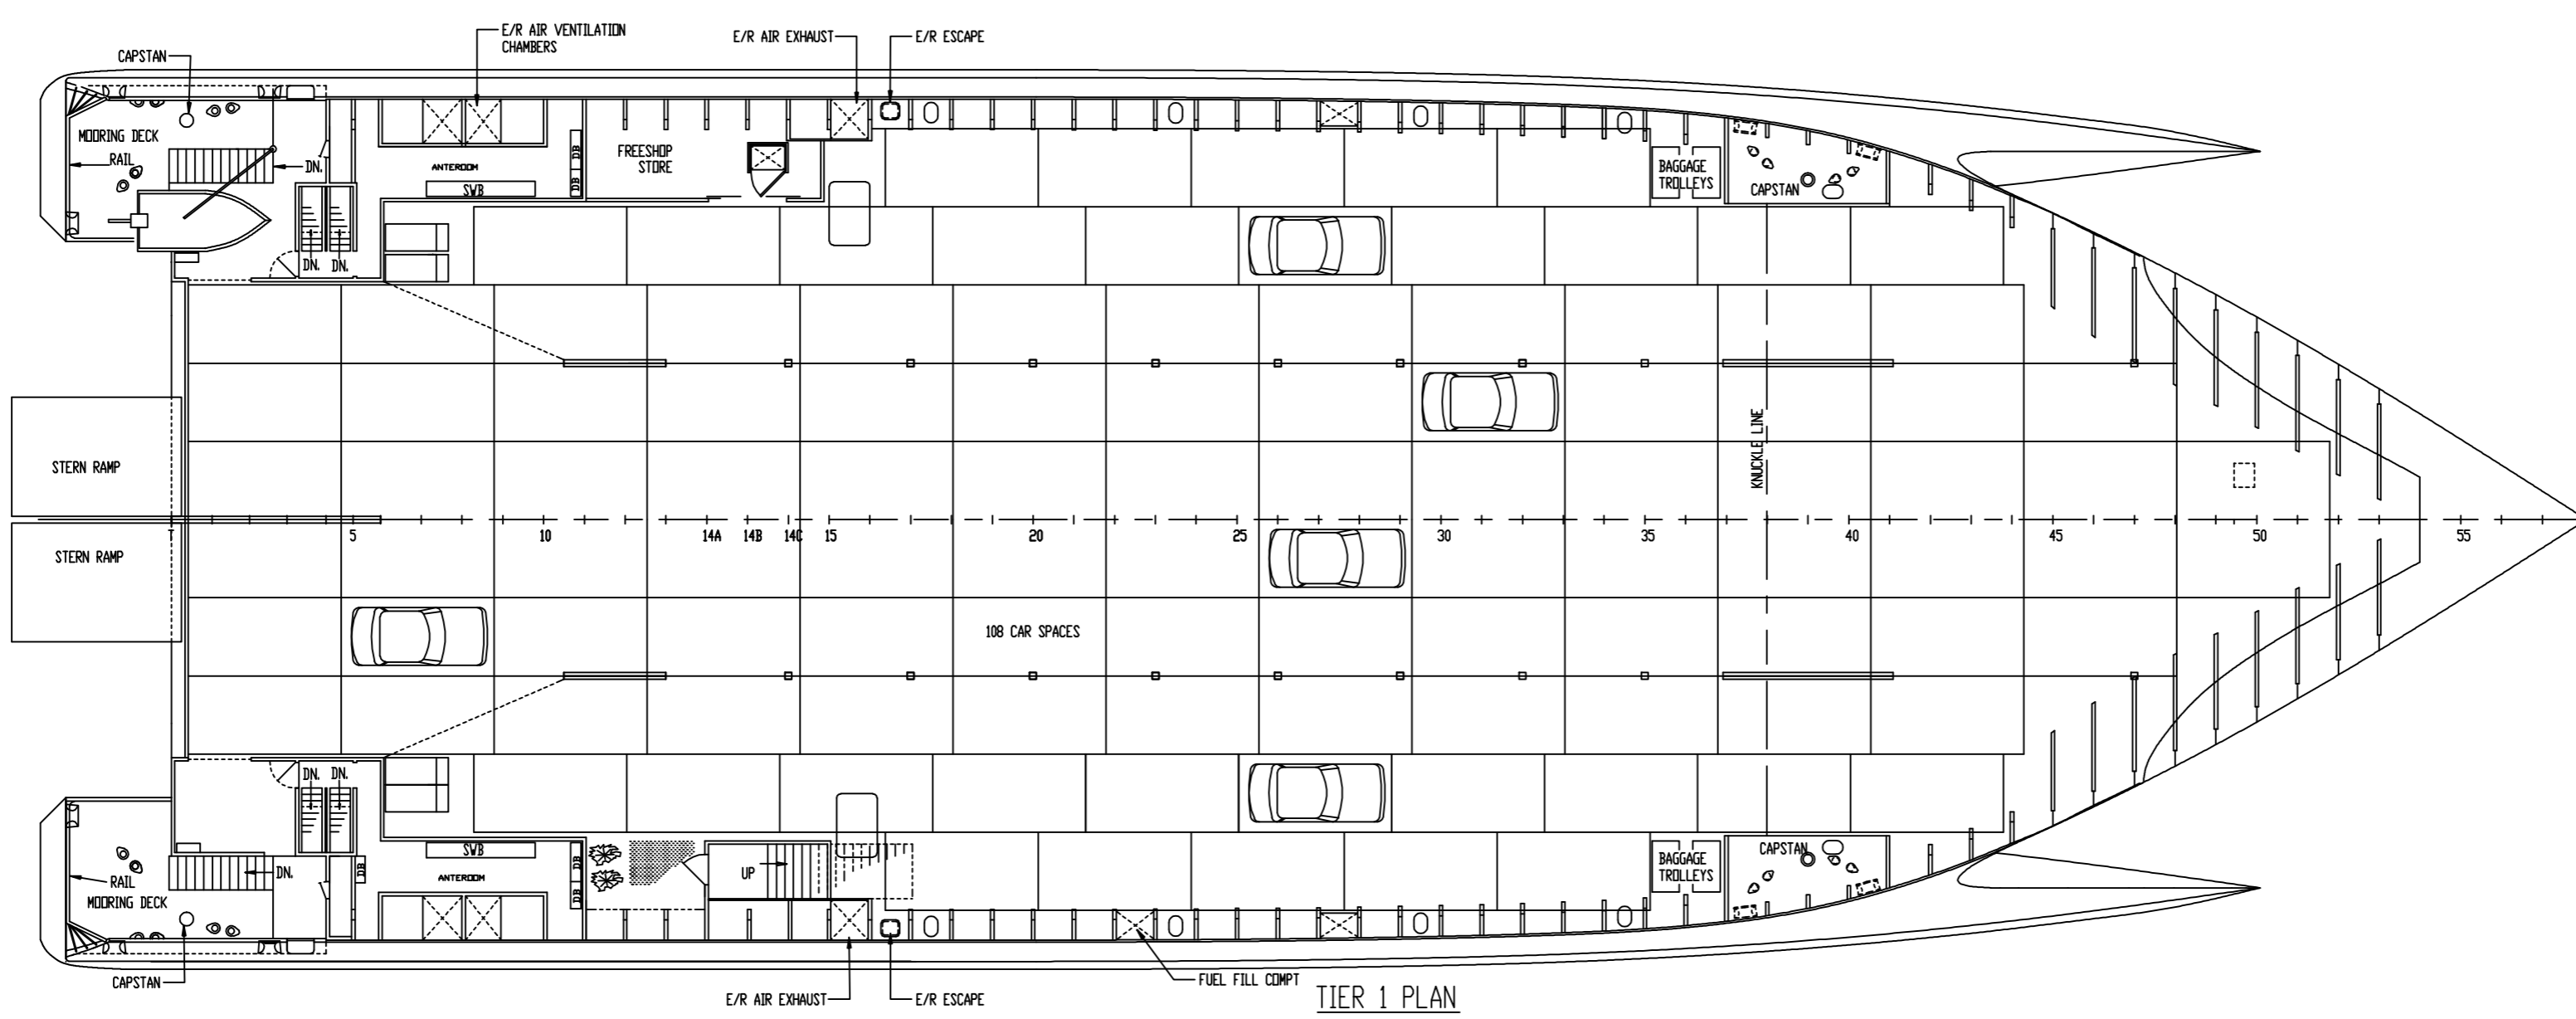 E/R AIR VENTILATION
CHAMBERS
E/R AIR EXHAUST
E/R ESCAPE
CAPSTAN
MOORING DECK
RAIL
DN.
ANTEROOM
SWB
DB
DB
FREESHOP
STORE
BAGGAGE
TROLLEYS
CAPSTAN
DN.
DN.
KNUCKLE LINE
STERN RAMP
5
10
14A
14B
14C
15
20
25
30
35
40
45
50
55
STERN RAMP
108 CAR SPACES
DN.
DN.
SWB
DB
DB
DB
ANTEROOM
UP
BAGGAGE
TROLLEYS
CAPSTAN
DN.
RAIL
MOORING DECK
CAPSTAN
E/R AIR EXHAUST
E/R ESCAPE
FUEL FILL COMPT
TIER 1 PLAN